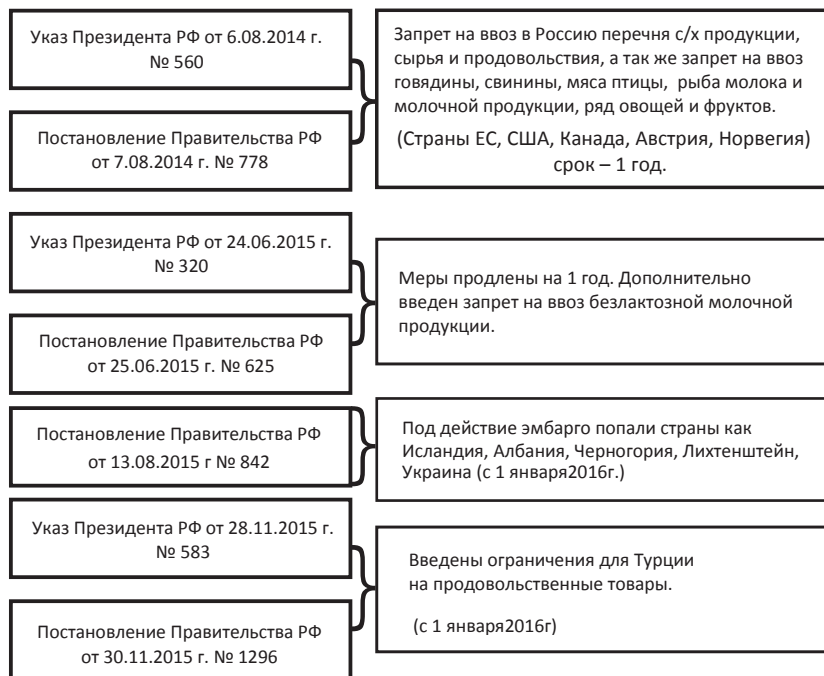 Указ Президента РФ от 6.08.2014 г.
№ 560
Постановление Правительства РФ
от 7.08.2014 г. № 778
Запрет на ввоз в Россию перечня с/х продукции,
сырья и продовольствия, а так же запрет на ввоз
говядины, свинины, мяса птицы, рыба молока и
молочной продукции, ряд овощей и фруктов.
(Страны ЕС, США, Канада, Австрия, Норвегия)
срок – 1 год.
Указ Президента РФ от 24.06.2015 г.
№ 320
Постановление Правительства РФ
от 25.06.2015 г. № 625
Меры продлены на 1 год. Дополнительно
введен запрет на ввоз безлактозной молочной
продукции.
Постановление Правительства РФ
от 13.08.2015 г № 842
Под действие эмбарго попали страны как
Исландия, Албания, Черногория, Лихтенштейн,
Украина (с 1 января2016г.)
Указ Президента РФ от 28.11.2015 г.
№ 583
Постановление Правительства РФ
от 30.11.2015 г. № 1296
Введены ограничения для Турции
на продовольственные товары.
(с 1 января2016г)